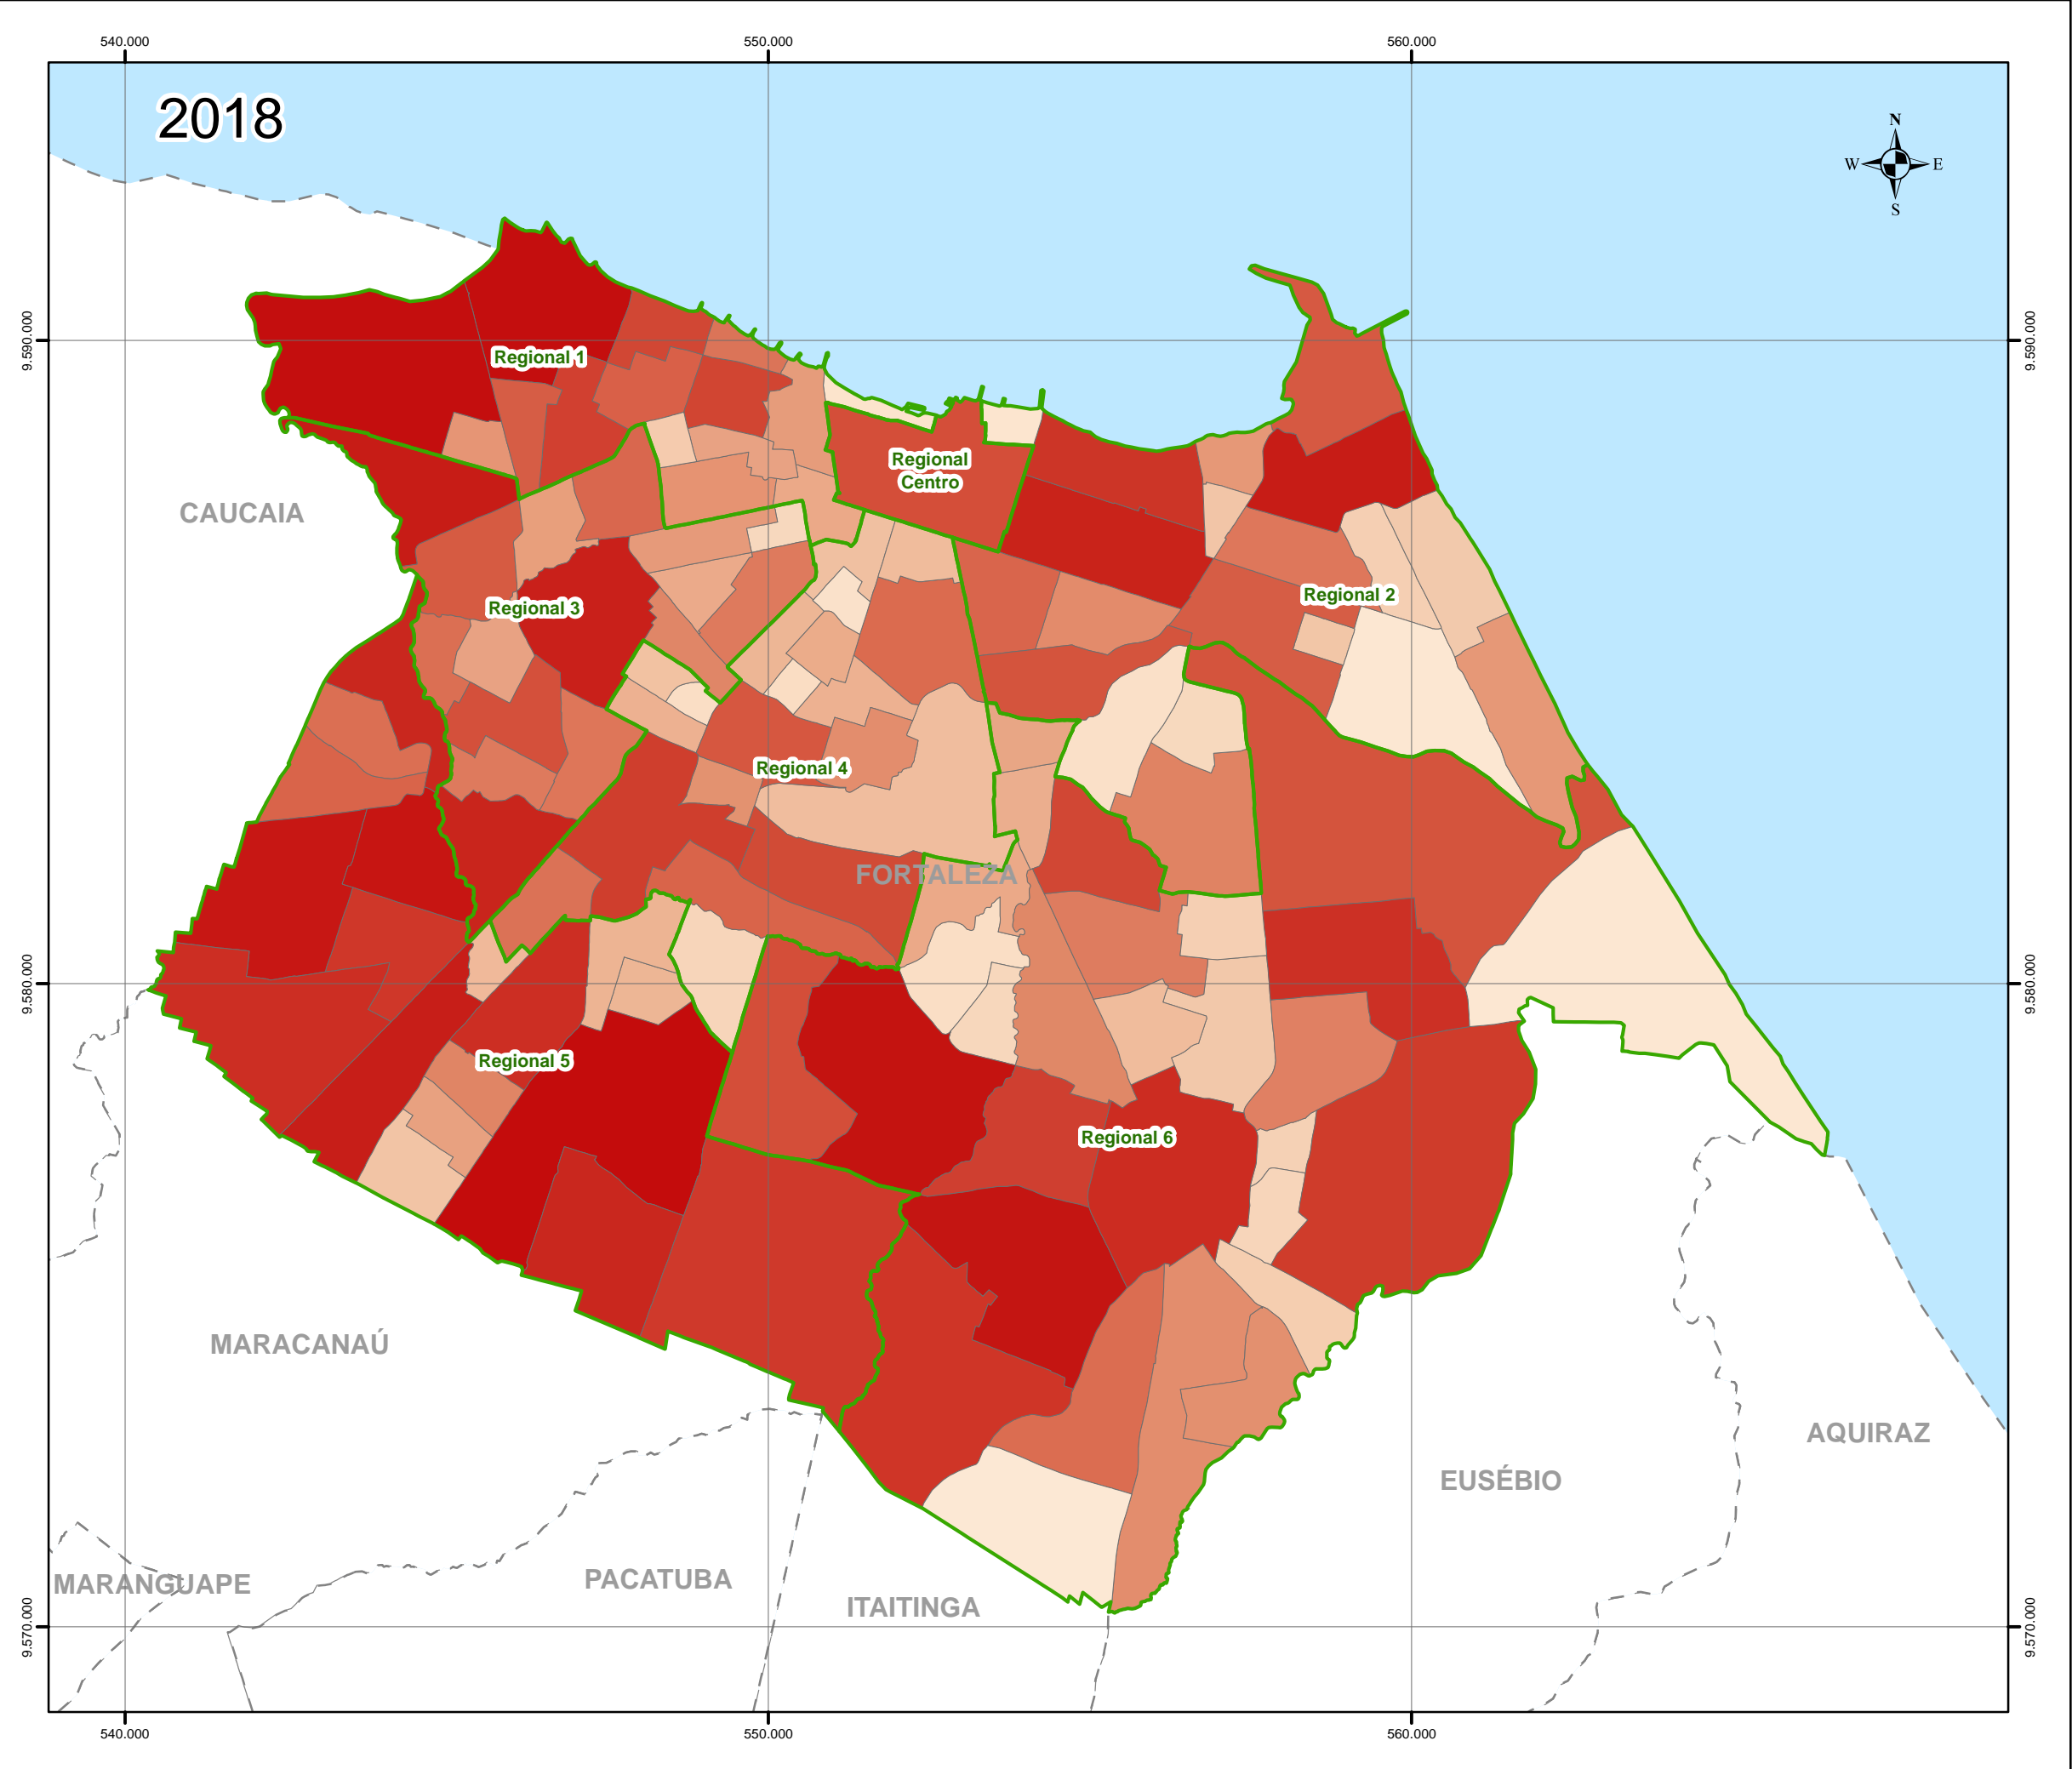 540.000
550.000
560.000
2018
N
W
E
S
9.590.000
9.590.000
Regional 1
Regional
Centro
CAUCAIA
Regional 2
Regional 3
Regional 4
FORTALEZA
9.580.000
9.580.000
Regional 5
Regional 6
MARACANAÚ
AQUIRAZ
EUSÉBIO
PACATUBA
MARANGUAPE
ITAITINGA
9.570.000
9.570.000
540.000
550.000
560.000